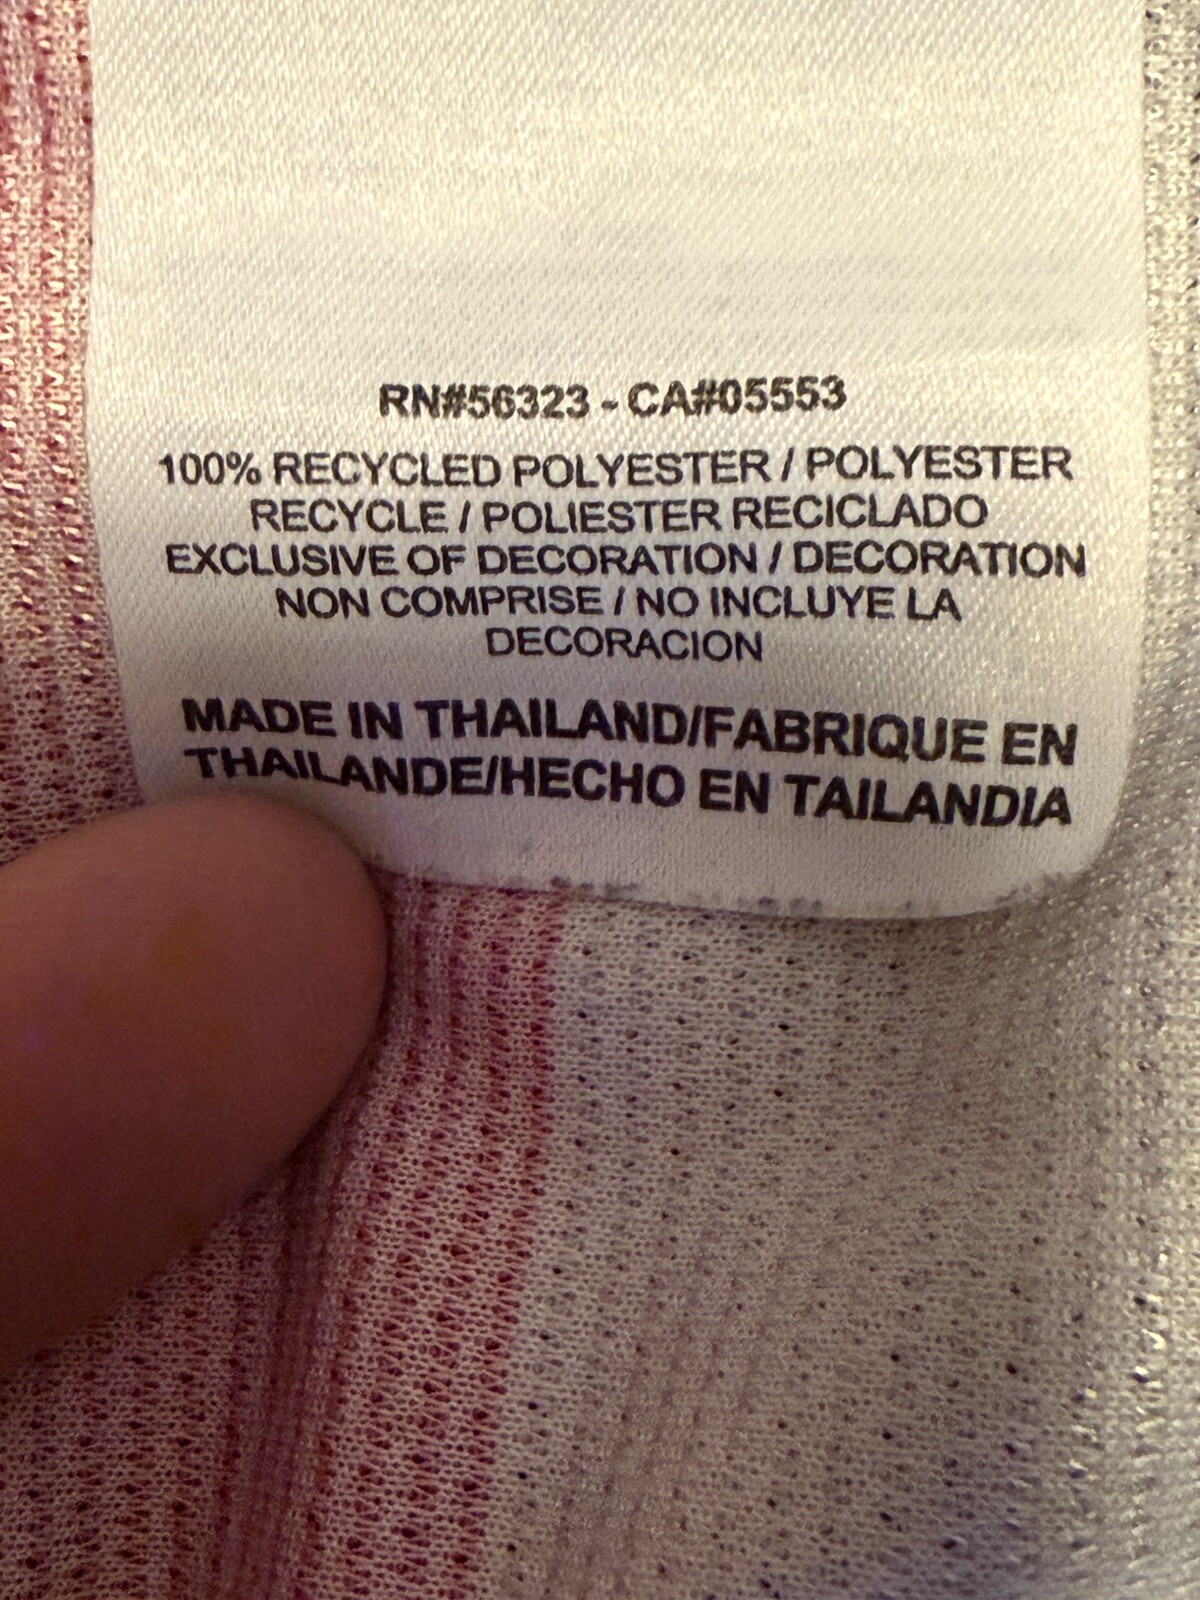 RN#56323 - CA#05553
100% RECYCLED POLYESTER / POLYESTER
RECYCLE / POLIESTER RECICLADO
EXCLUSIVE OF DECORATION / DECORATION
NON COMPRISE / NO INCLUYE LA
DECORACION
MADE IN THAILAND/FABRIQUE EN
THAILANDE/HECHO EN TAILANDIA